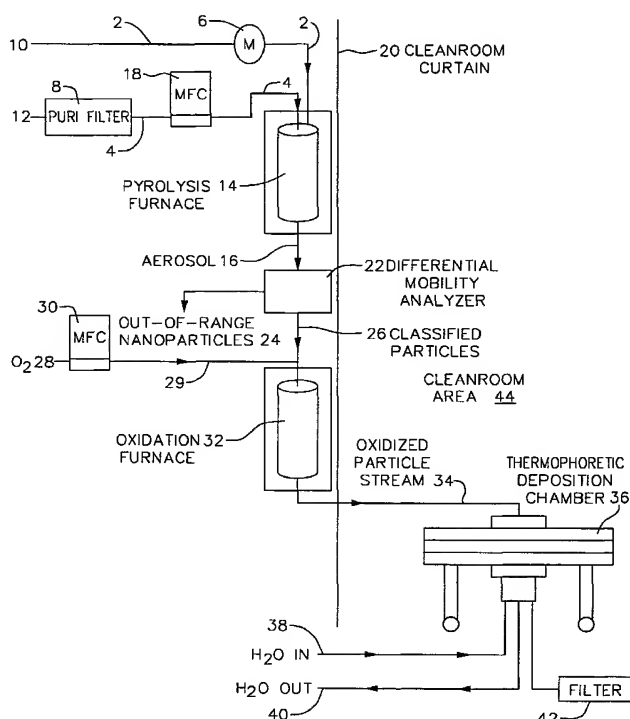 10
2
6
M
2
20 CLEANROOM
CURTAIN
8
18
MFC
4
12
PURI FILTER
4
PYROLYSIS 14
FURNACE
AEROSOL 16
22 DIFFERENTIAL
MOBILITY
ANALYZER
30
MFC
OUT-OF-RANGE
NANOPARTICLES 24
26 CLASSIFIED
PARTICLES
O2 28
29
CLEANROOM
AREA 44
OXIDATION 32
FURNACE
OXIDIZED
PARTICLE
STREAM 34
THERMOPHORETIC
DEPOSITION
CHAMBER 36
38
H2O IN
H2O OUT
40
FILTER
42